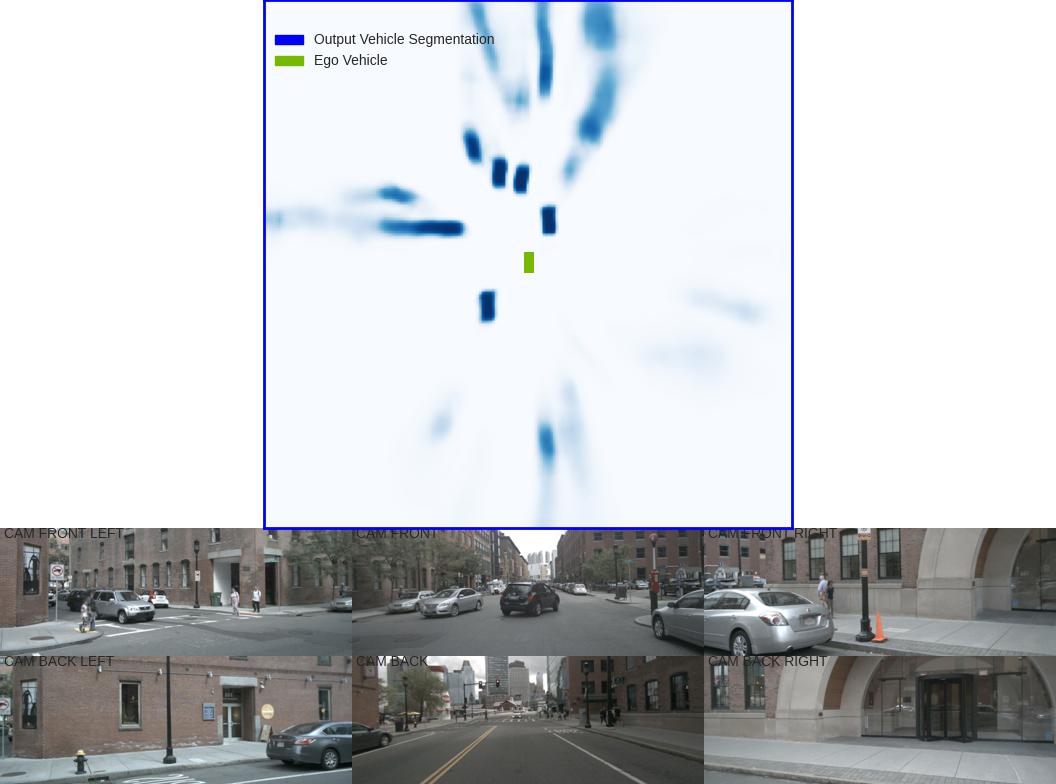 Output Vehicle Segmentation
Ego Vehicle
CAM FRONT LEFT
CAM FRONT
CAM FRONT RIGHT
CAM BACK LEFT
CAM BACK
CAM BACK RIGHT